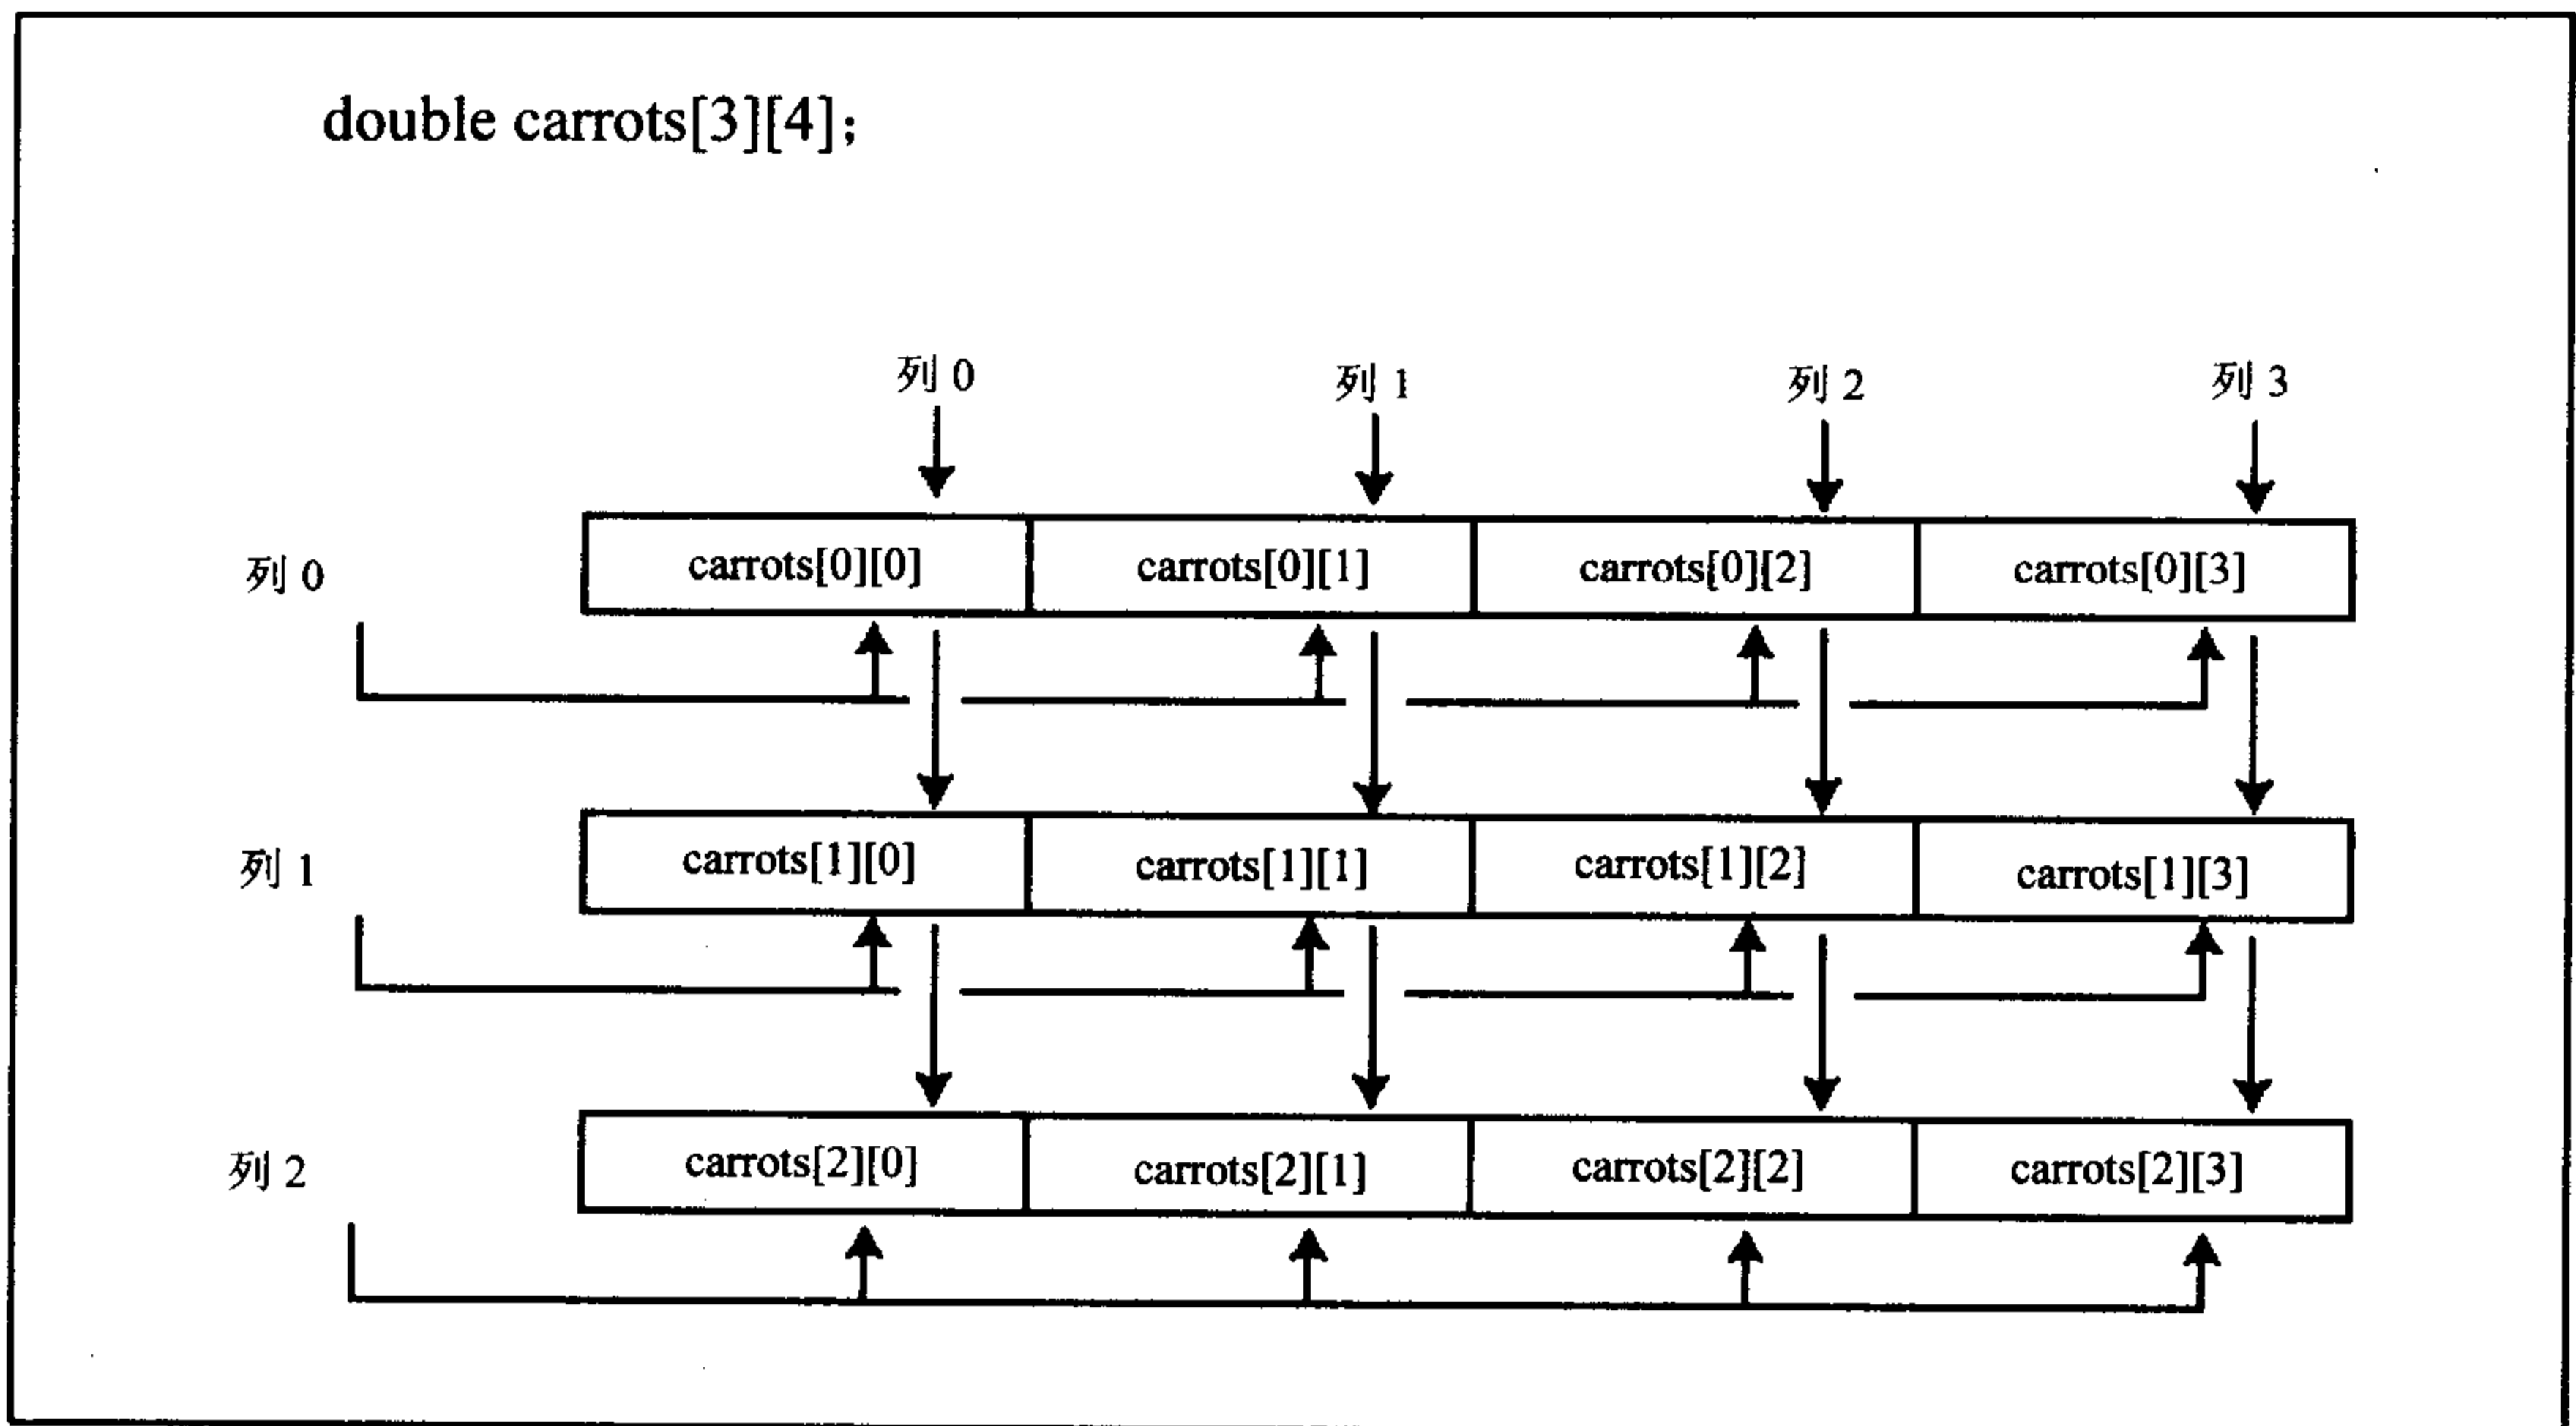 double carrots[3][4];
列 0 列 1 列 2 列 3
列 0 carrots[0][0] carrots[0][1] carrots[0][2] carrots[0][3]
列 1 carrots[1][0] carrots[1][1] carrots[1][2] carrots[1][3]
列 2 carrots[2][0] carrots[2][1] carrots[2][2] carrots[2][3]